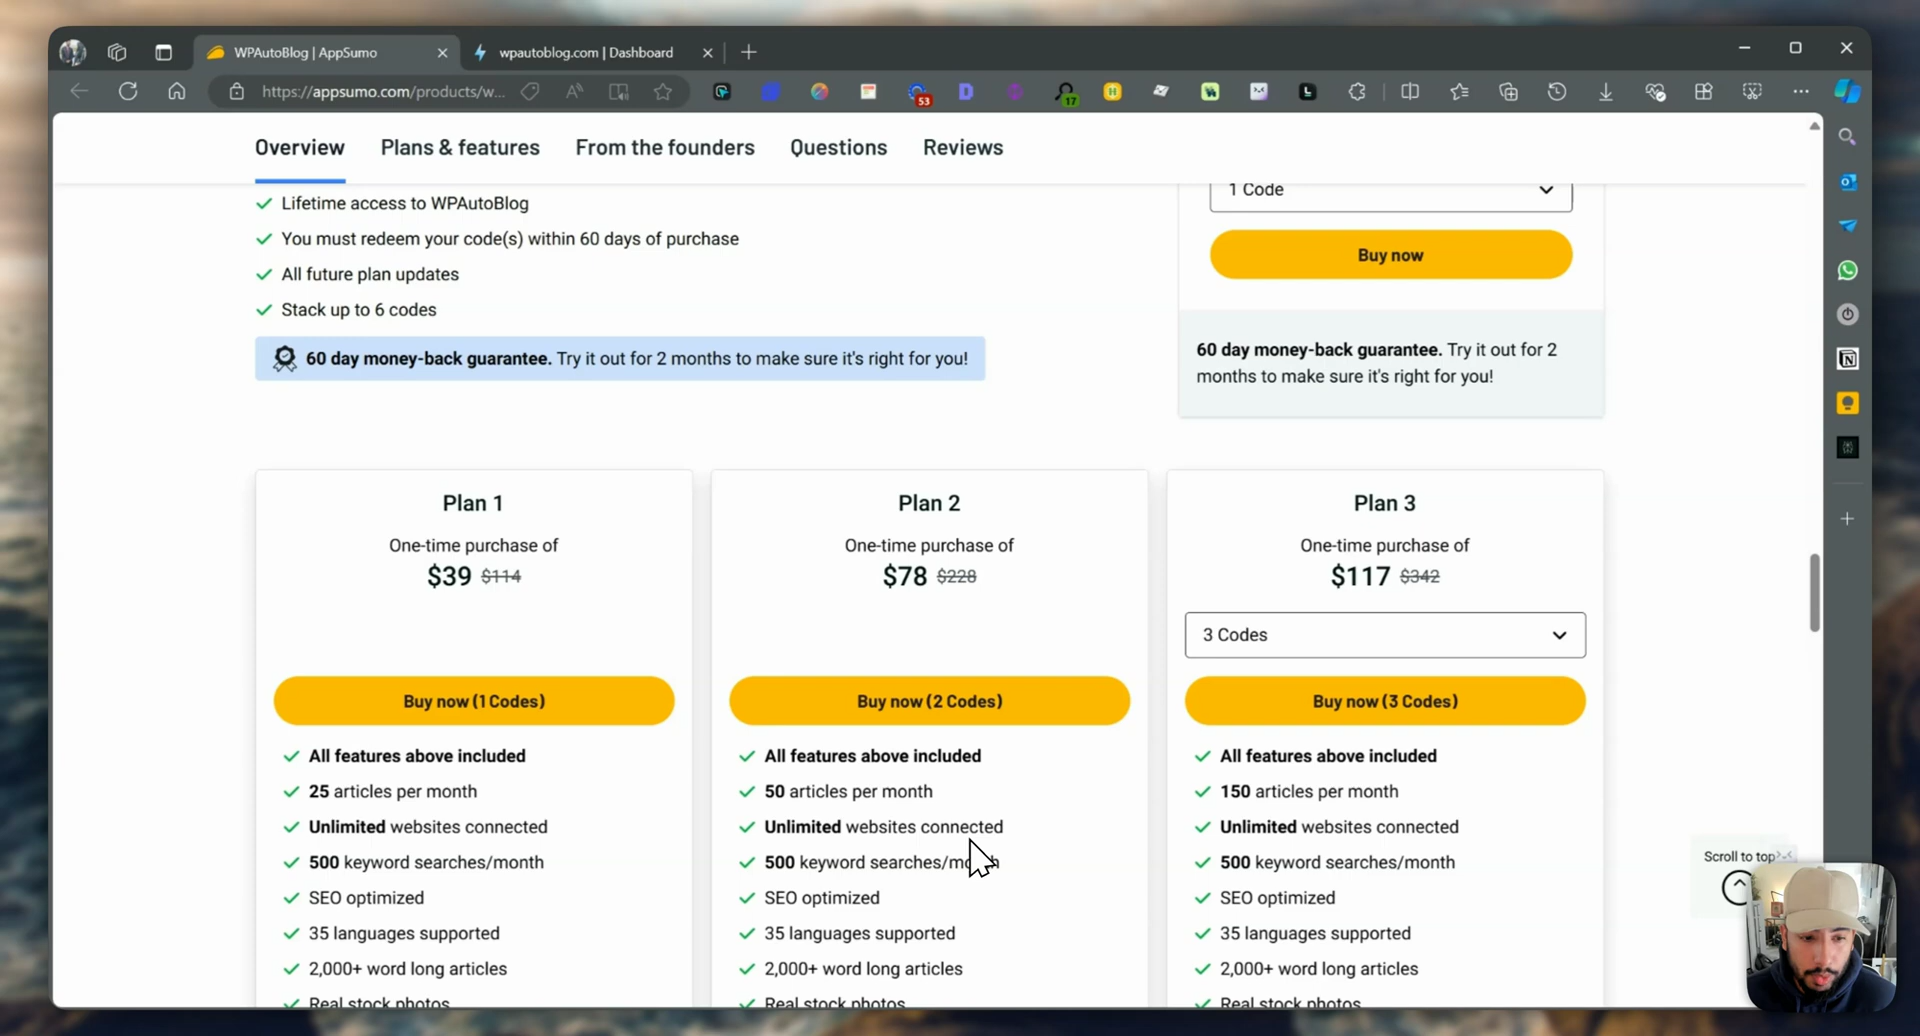 WPAutoBlog | AppSumo
wpautoblog.com | Dashboard
https://appsumo.com/products/w...
53
17
Overview
Plans & features
From the founders
Questions
Reviews
Lifetime access to WPAutoBlog
You must redeem your code(s) within 60 days of purchase
All future plan updates
Stack up to 6 codes
60 day money-back guarantee. Try it out for 2 months to make sure it's right for you!
1 Code
Buy now
60 day money-back guarantee. Try it out for 2
months to make sure it's right for you!
Plan 1
One-time purchase of
$39 $114
Buy now (1 Codes)
All features above included
25 articles per month
Unlimited websites connected
500 keyword searches/month
SEO optimized
35 languages supported
2,000+ word long articles
Real stock photos
Plan 2
One-time purchase of
$78 $228
Buy now (2 Codes)
All features above included
50 articles per month
Unlimited websites connected
500 keyword searches/month
SEO optimized
35 languages supported
2,000+ word long articles
Real stock photos
Plan 3
One-time purchase of
$117 $342
3 Codes
Buy now (3 Codes)
All features above included
150 articles per month
Unlimited websites connected
500 keyword searches/month
SEO optimized
35 languages supported
2,000+ word long articles
Real stock photos
Scroll to top